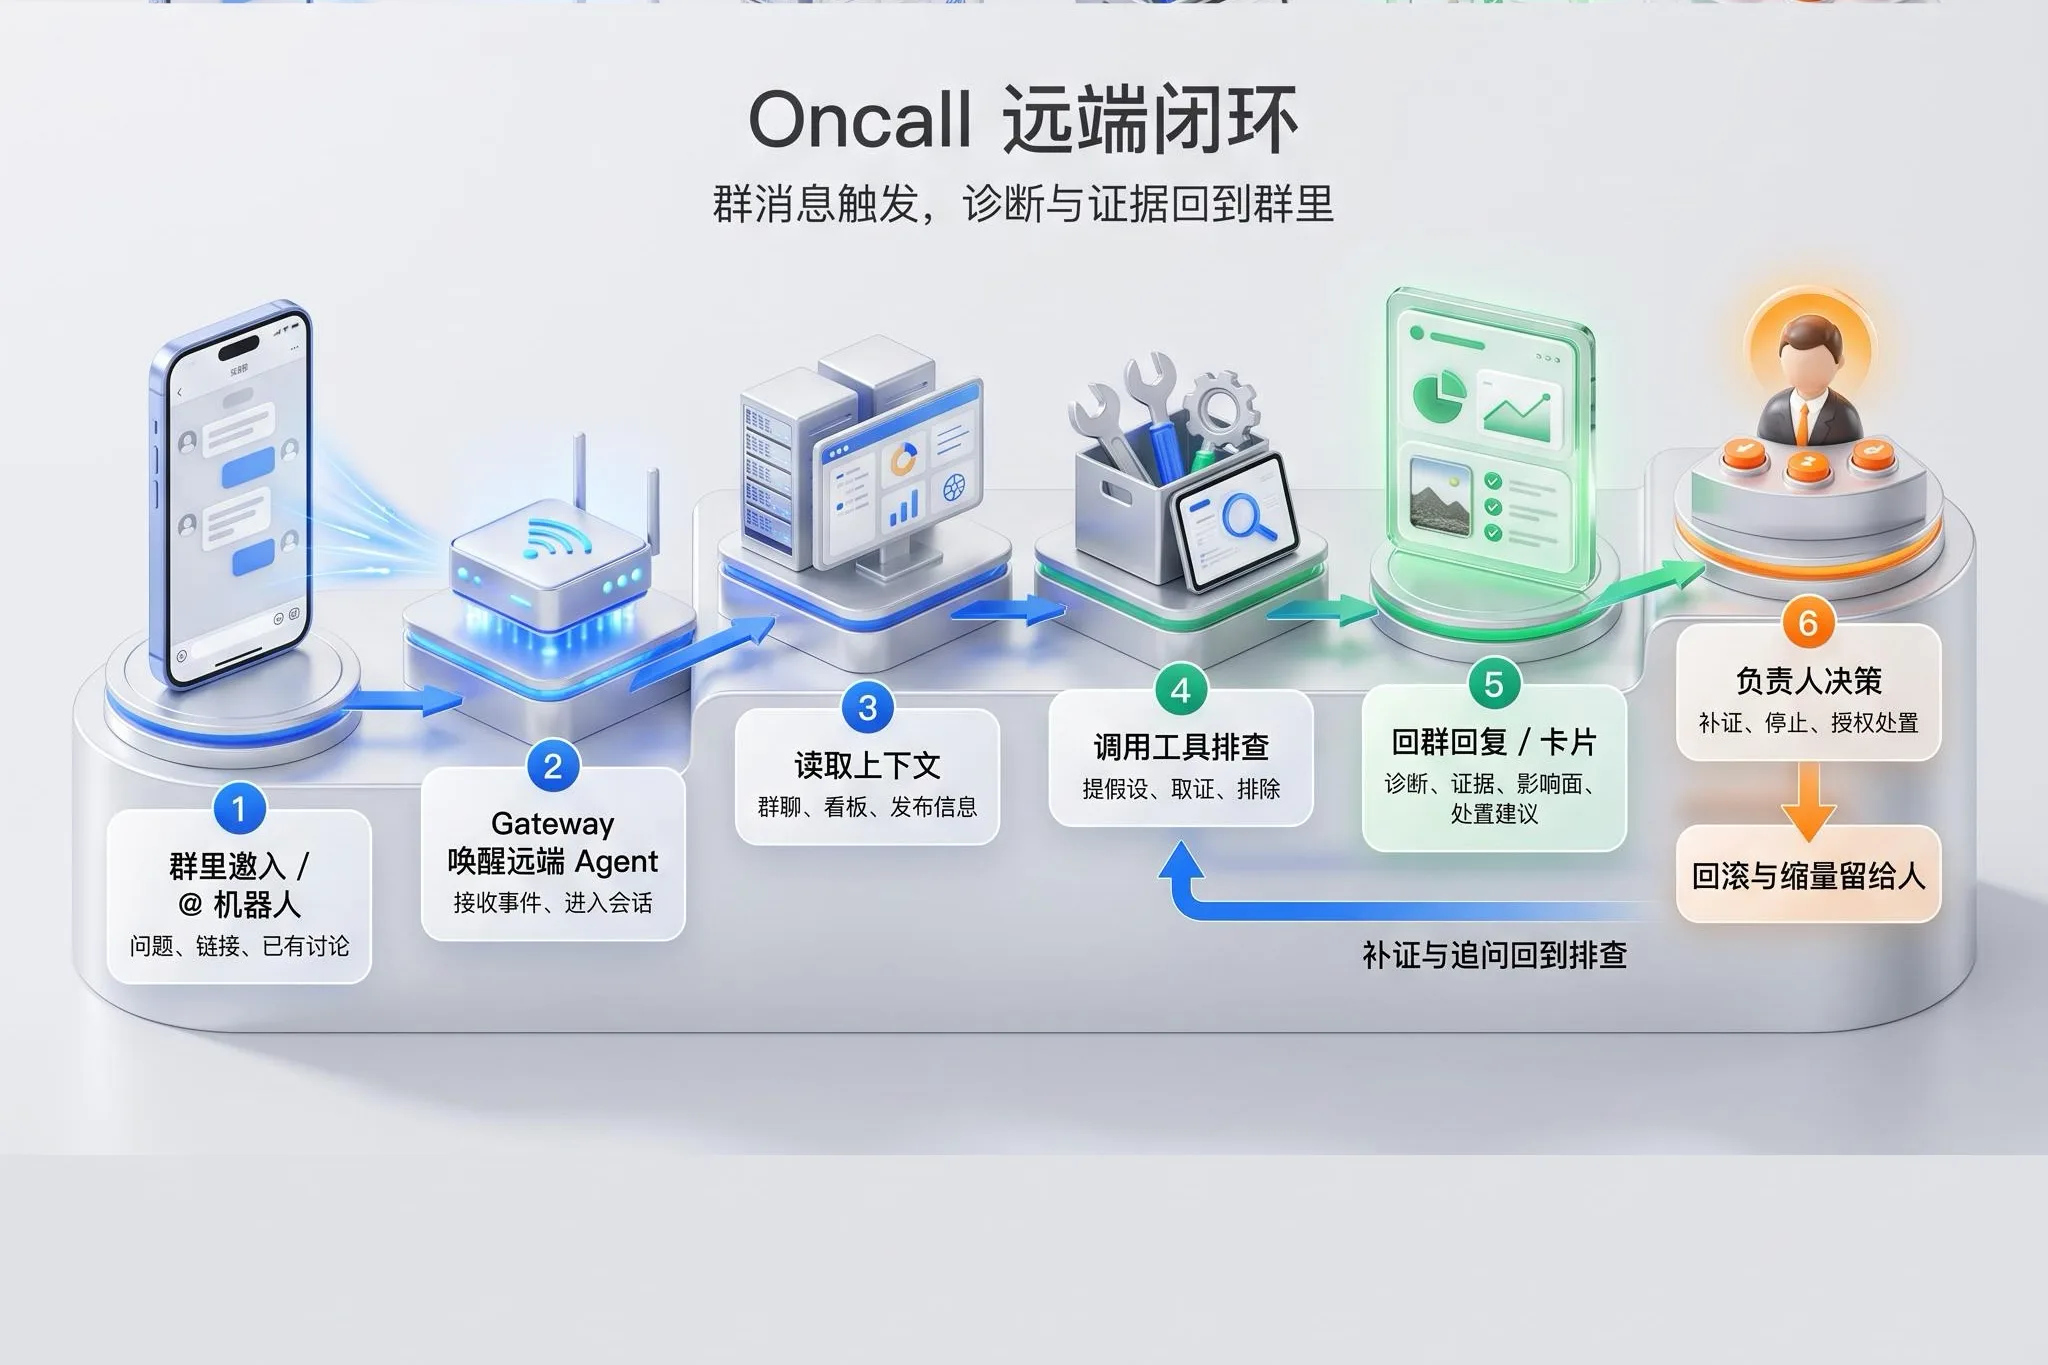 Oncall 远端闭环
群消息触发，诊断与证据回到群里
1
群里邀入 /
@ 机器人
问题、链接、已有讨论
2
Gateway
唤醒远端 Agent
接收事件、进入会话
3
读取上下文
群聊、看板、发布信息
4
调用工具排查
提假设、取证、排除
5
回群回复 / 卡片
诊断、证据、影响面、
处置建议
6
负责人决策
补证、停止、授权处置
回滚与缩量留给人
补证与追问回到排查